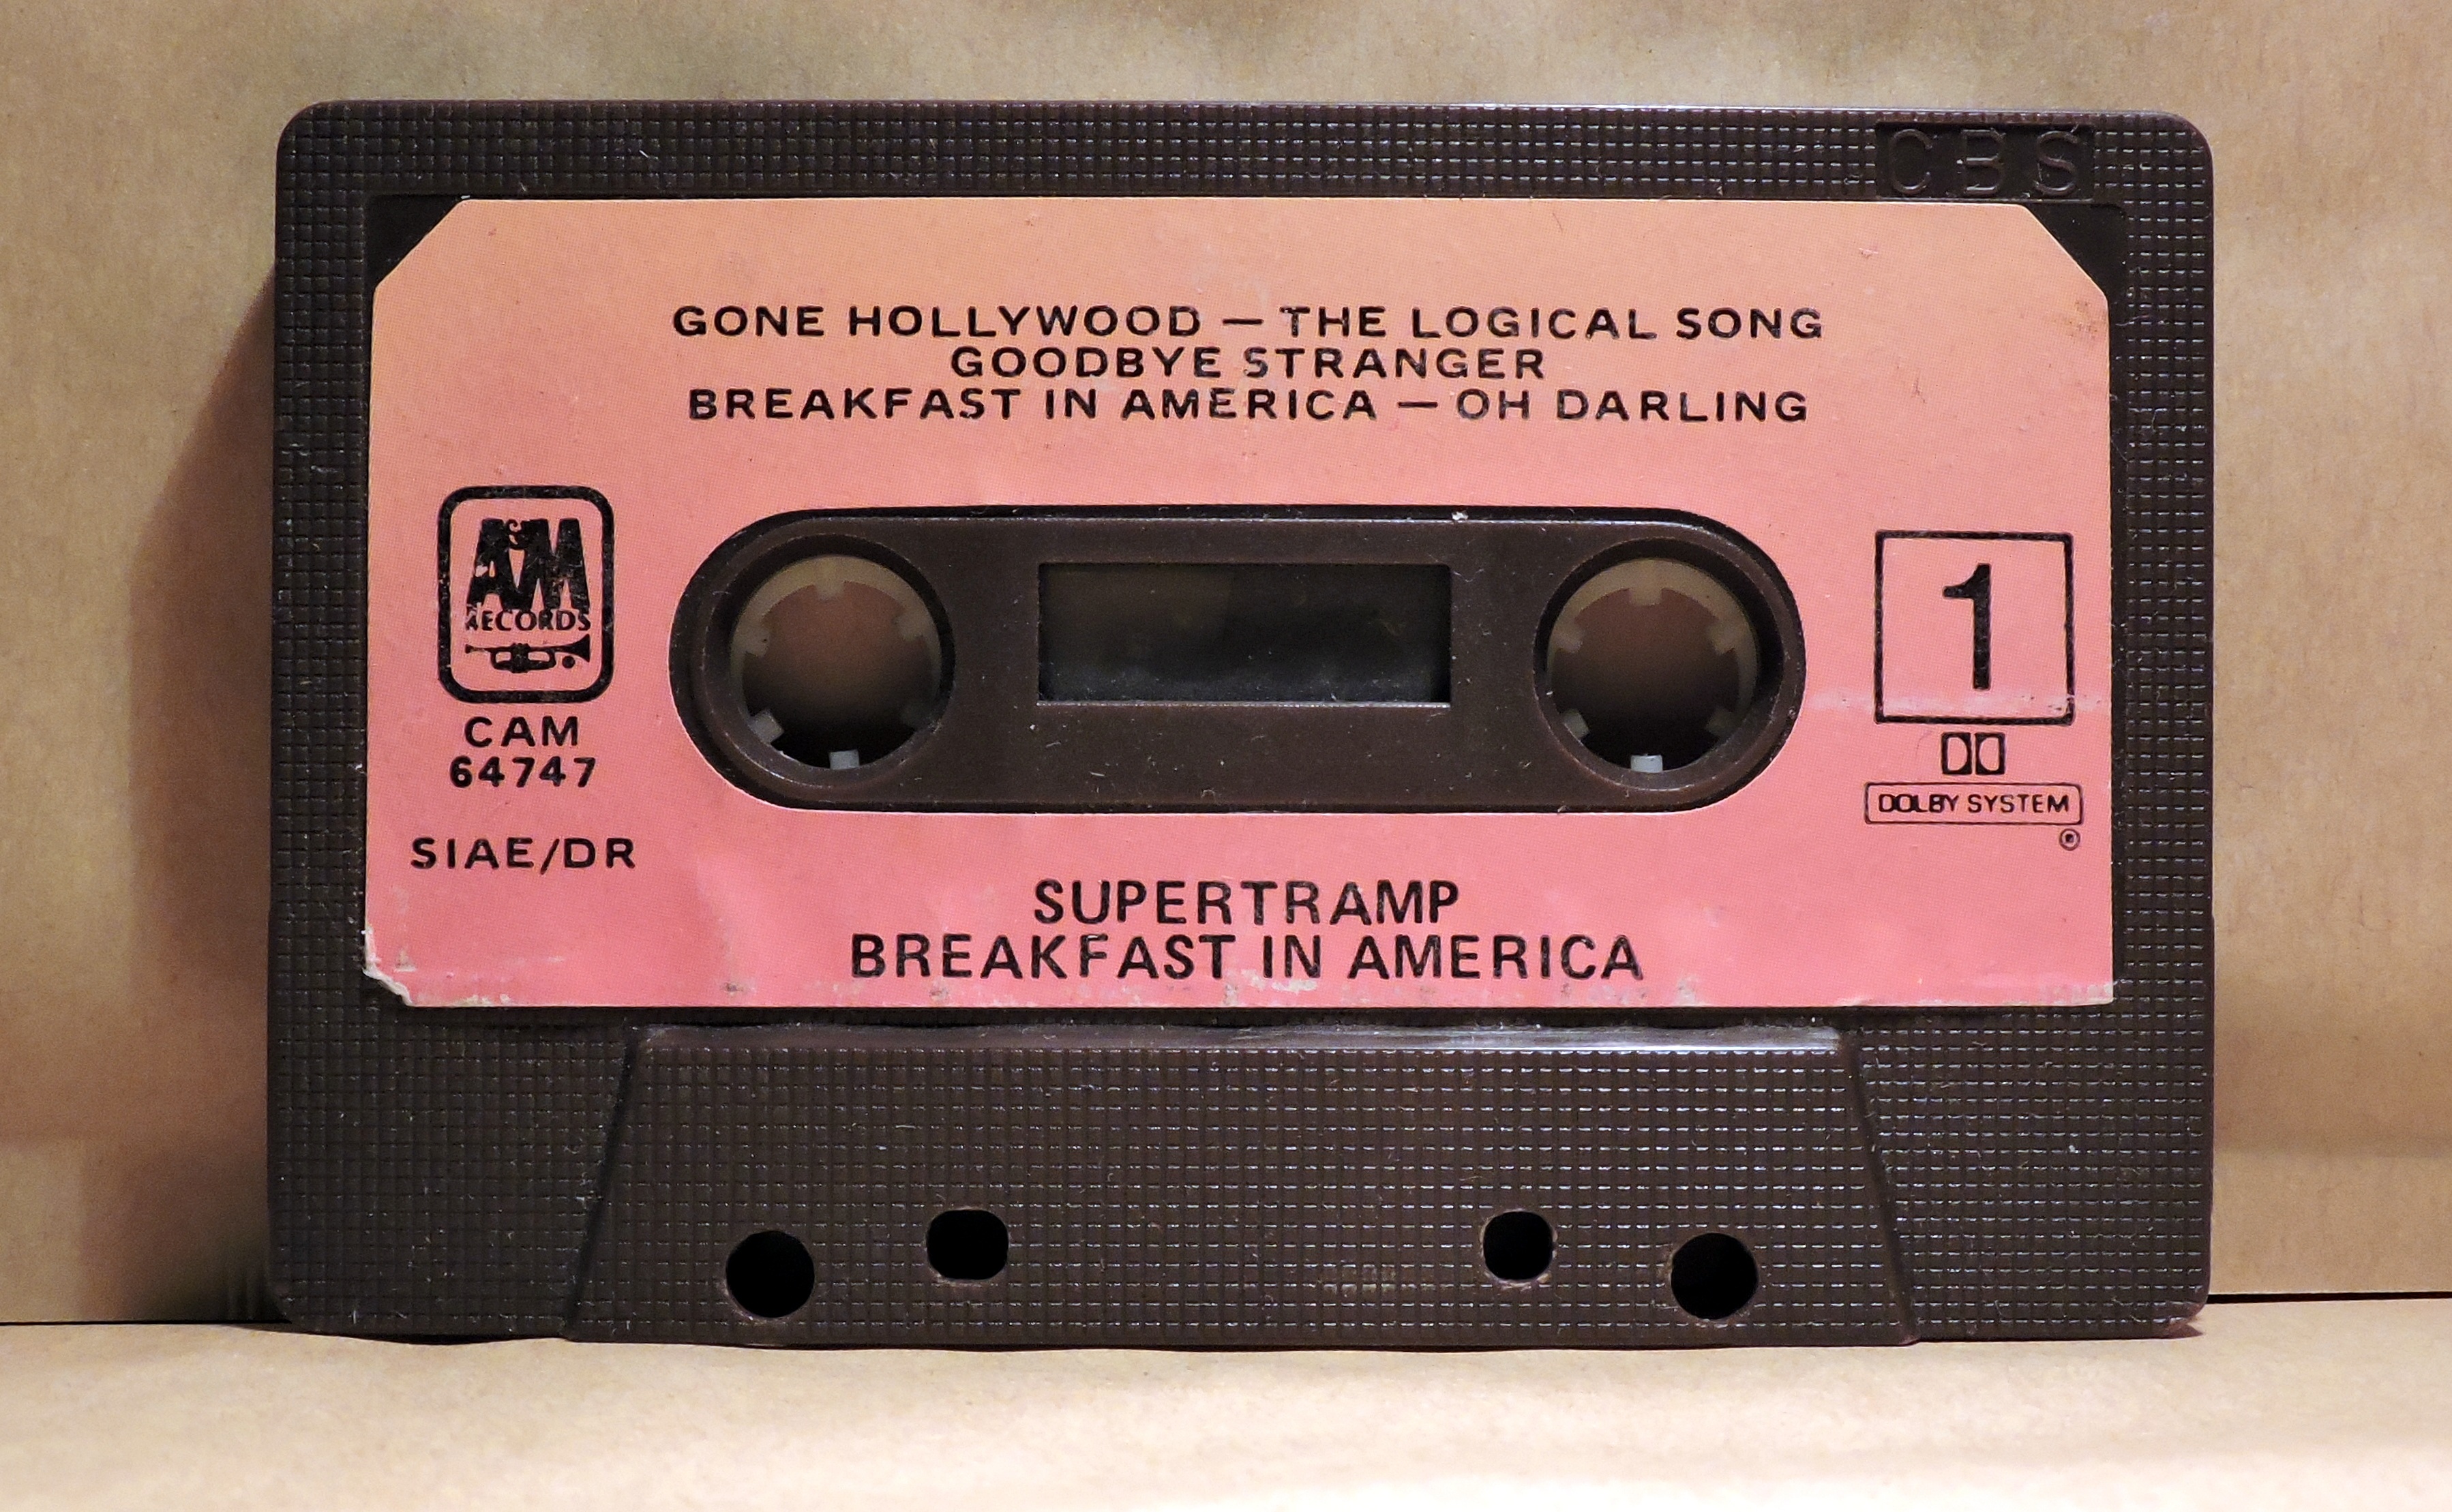 CBS
GONE HOLLYWOOD — THE LOGICAL SONG
GOODBYE STRANGER
BREAKFAST IN AMERICA — OH DARLING
A&M
RECORDS
CAM
64747
SIAE/DR
1
DOLBY SYSTEM
®
SUPERTRAMP
BREAKFAST IN AMERICA